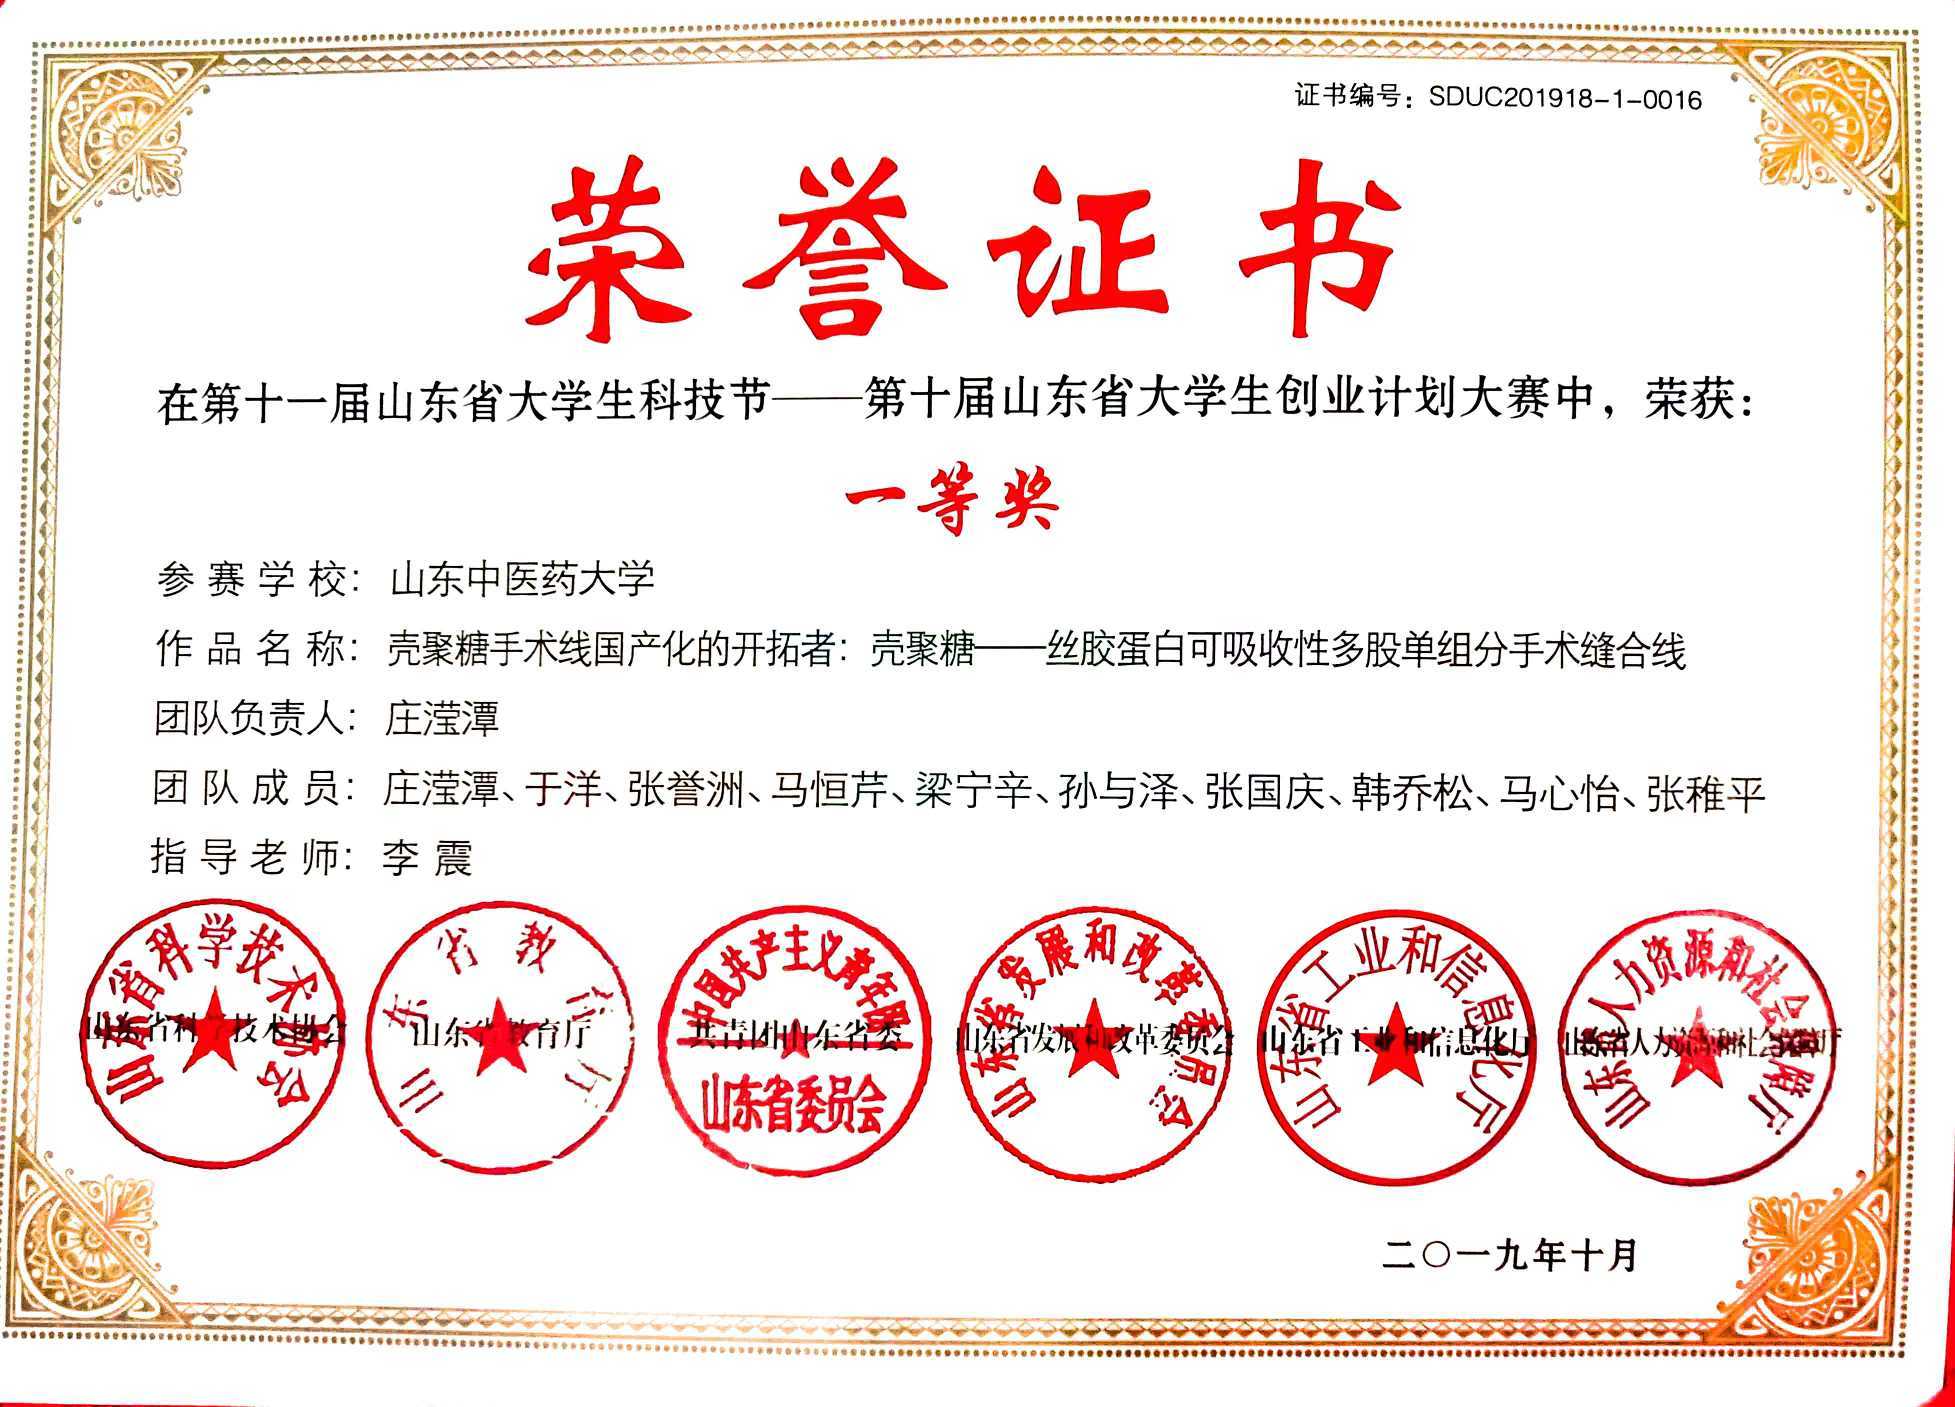 证书编号：SDUC201918-1-0016
荣誉证书
在第十一届山东省大学生科技节——第十届山东省大学生创业计划大赛中，荣获：
一等奖
参赛学校：山东中医药大学
作品名称：壳聚糖手术线国产化的开拓者：壳聚糖——丝胶蛋白可吸收性多股单组分手术缝合线
团队负责人：庄滢潭
团队成员：庄滢潭、于洋、张誉洲、马恒芹、梁宁辛、孙与泽、张国庆、韩乔松、马心怡、张稚平
指导老师：李震
山东省科学技术协会
山东省科学技术协会
山东省教育厅
山东省教育厅
中国共产主义青年团
共青团山东省委
山东省委员会
山东省发展和改革委员会
山东省发展和改革委员会
山东省工业和信息化厅
山东省工业和信息化厅
山东省人力资源和社会保障厅
山东省人力资源和社会保障厅
二〇一九年十月